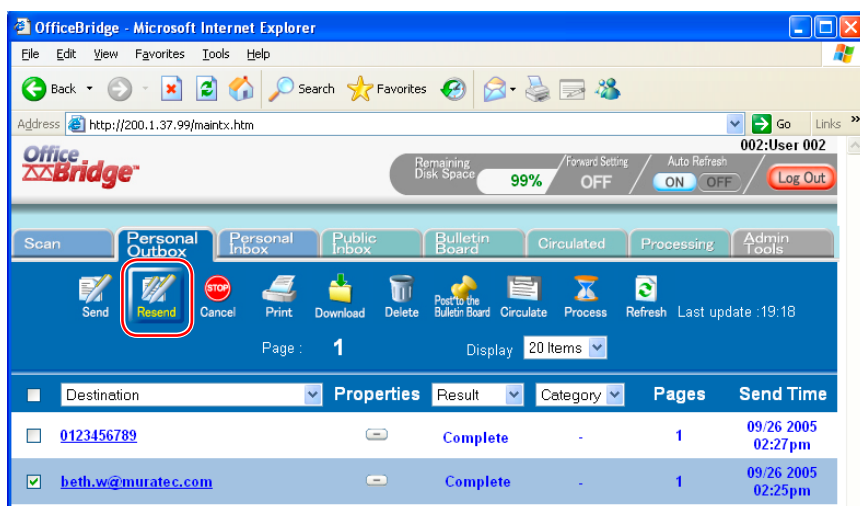 OfficeBridge - Microsoft Internet Explorer
File Edit View Favorites Tools Help
Back Search Favorites
Address http://200.1.37.99/maintx.htm Go Links »
002:User 002
Office Bridge™
Remaining Disk Space 99%
Forward Setting OFF
Auto Refresh ON OFF
Log Out
Scan
Personal Outbox
Personal Inbox
Public Inbox
Bulletin Board
Circulated
Processing
Admin Tools
Send
Resend
STOP
Cancel
Print
Download
Delete
Post to the Bulletin Board
Circulate
Process
Refresh
Last update :19:18
Page : 1 Display 20 Items
Destination Properties Result Category Pages Send Time
0123456789 Complete - 1 09/26 2005 02:27pm
beth.w@muratec.com Complete - 1 09/26 2005 02:25pm